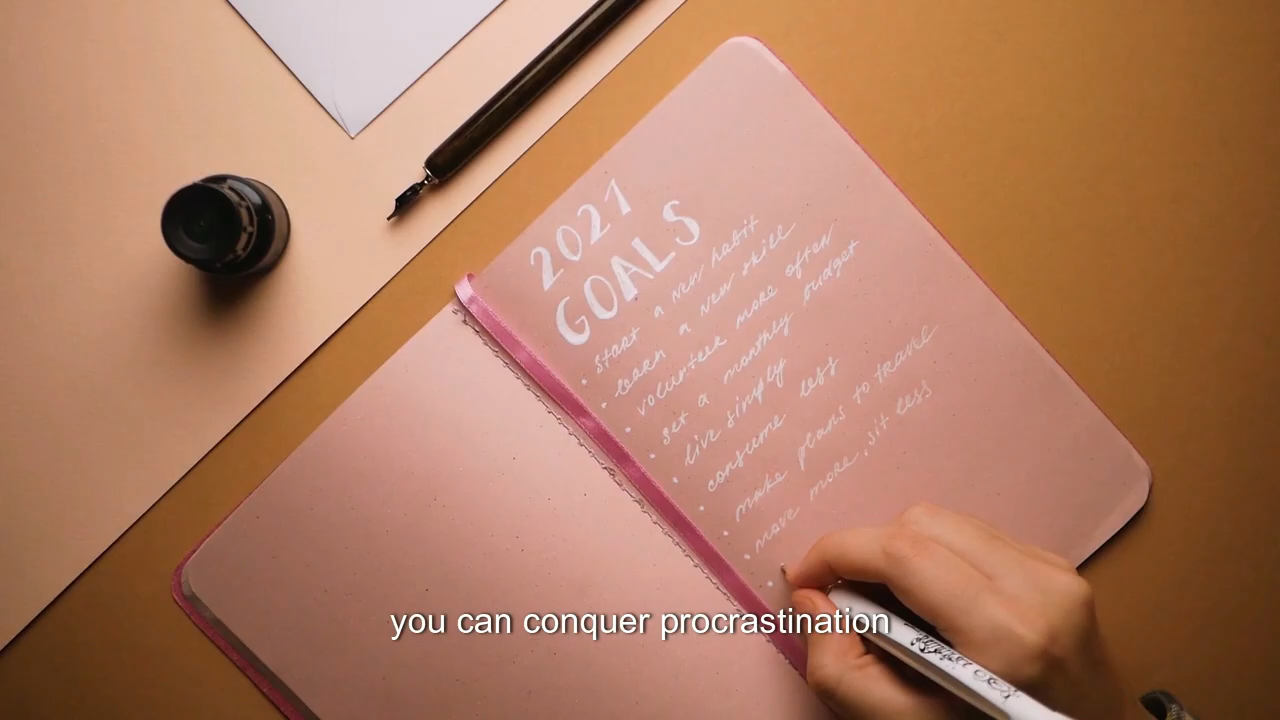 2021
GOALS
• start a new habit
• learn a new skill
• volunteer more often
• set a monthly budget
• live simply
• consume less
• make plans to travel
• move more, sit less
•
you can conquer procrastination